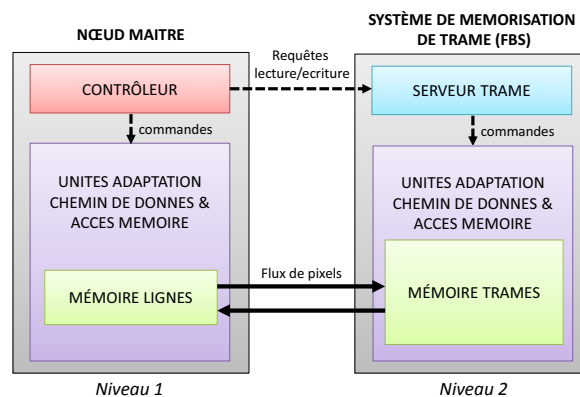 NŒUD MAITRE
SYSTÈME DE MEMORISATION
DE TRAME (FBS)
Requêtes
lecture/ecriture
CONTRÔLEUR
SERVEUR TRAME
commandes
commandes
UNITES ADAPTATION
CHEMIN DE DONNES &
ACCES MEMOIRE
UNITES ADAPTATION
CHEMIN DE DONNES &
ACCES MEMOIRE
Flux de pixels
MÉMOIRE LIGNES
MÉMOIRE TRAMES
Niveau 1
Niveau 2